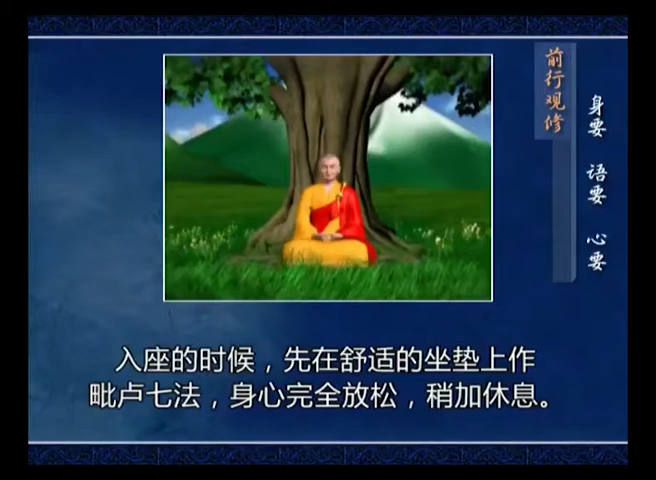 前行观修
身要 语要 心要
入座的时候，先在舒适的坐垫上作
毗卢七法，身心完全放松，稍加休息。